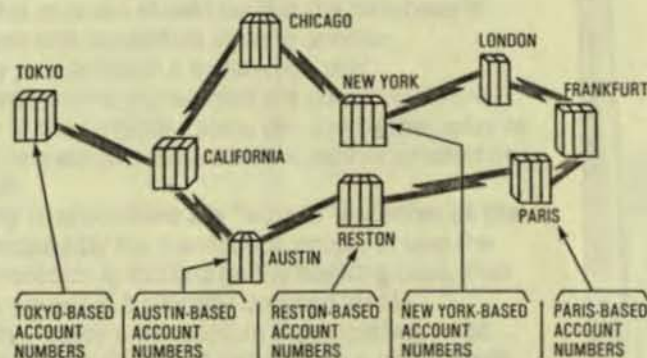 CHICAGO
LONDON
TOKYO
NEW YORK
FRANKFURT
CALIFORNIA
PARIS
RESTON
AUSTIN
TOKYO-BASED ACCOUNT NUMBERS
AUSTIN-BASED ACCOUNT NUMBERS
RESTON-BASED ACCOUNT NUMBERS
NEW YORK-BASED ACCOUNT NUMBERS
PARIS-BASED ACCOUNT NUMBERS